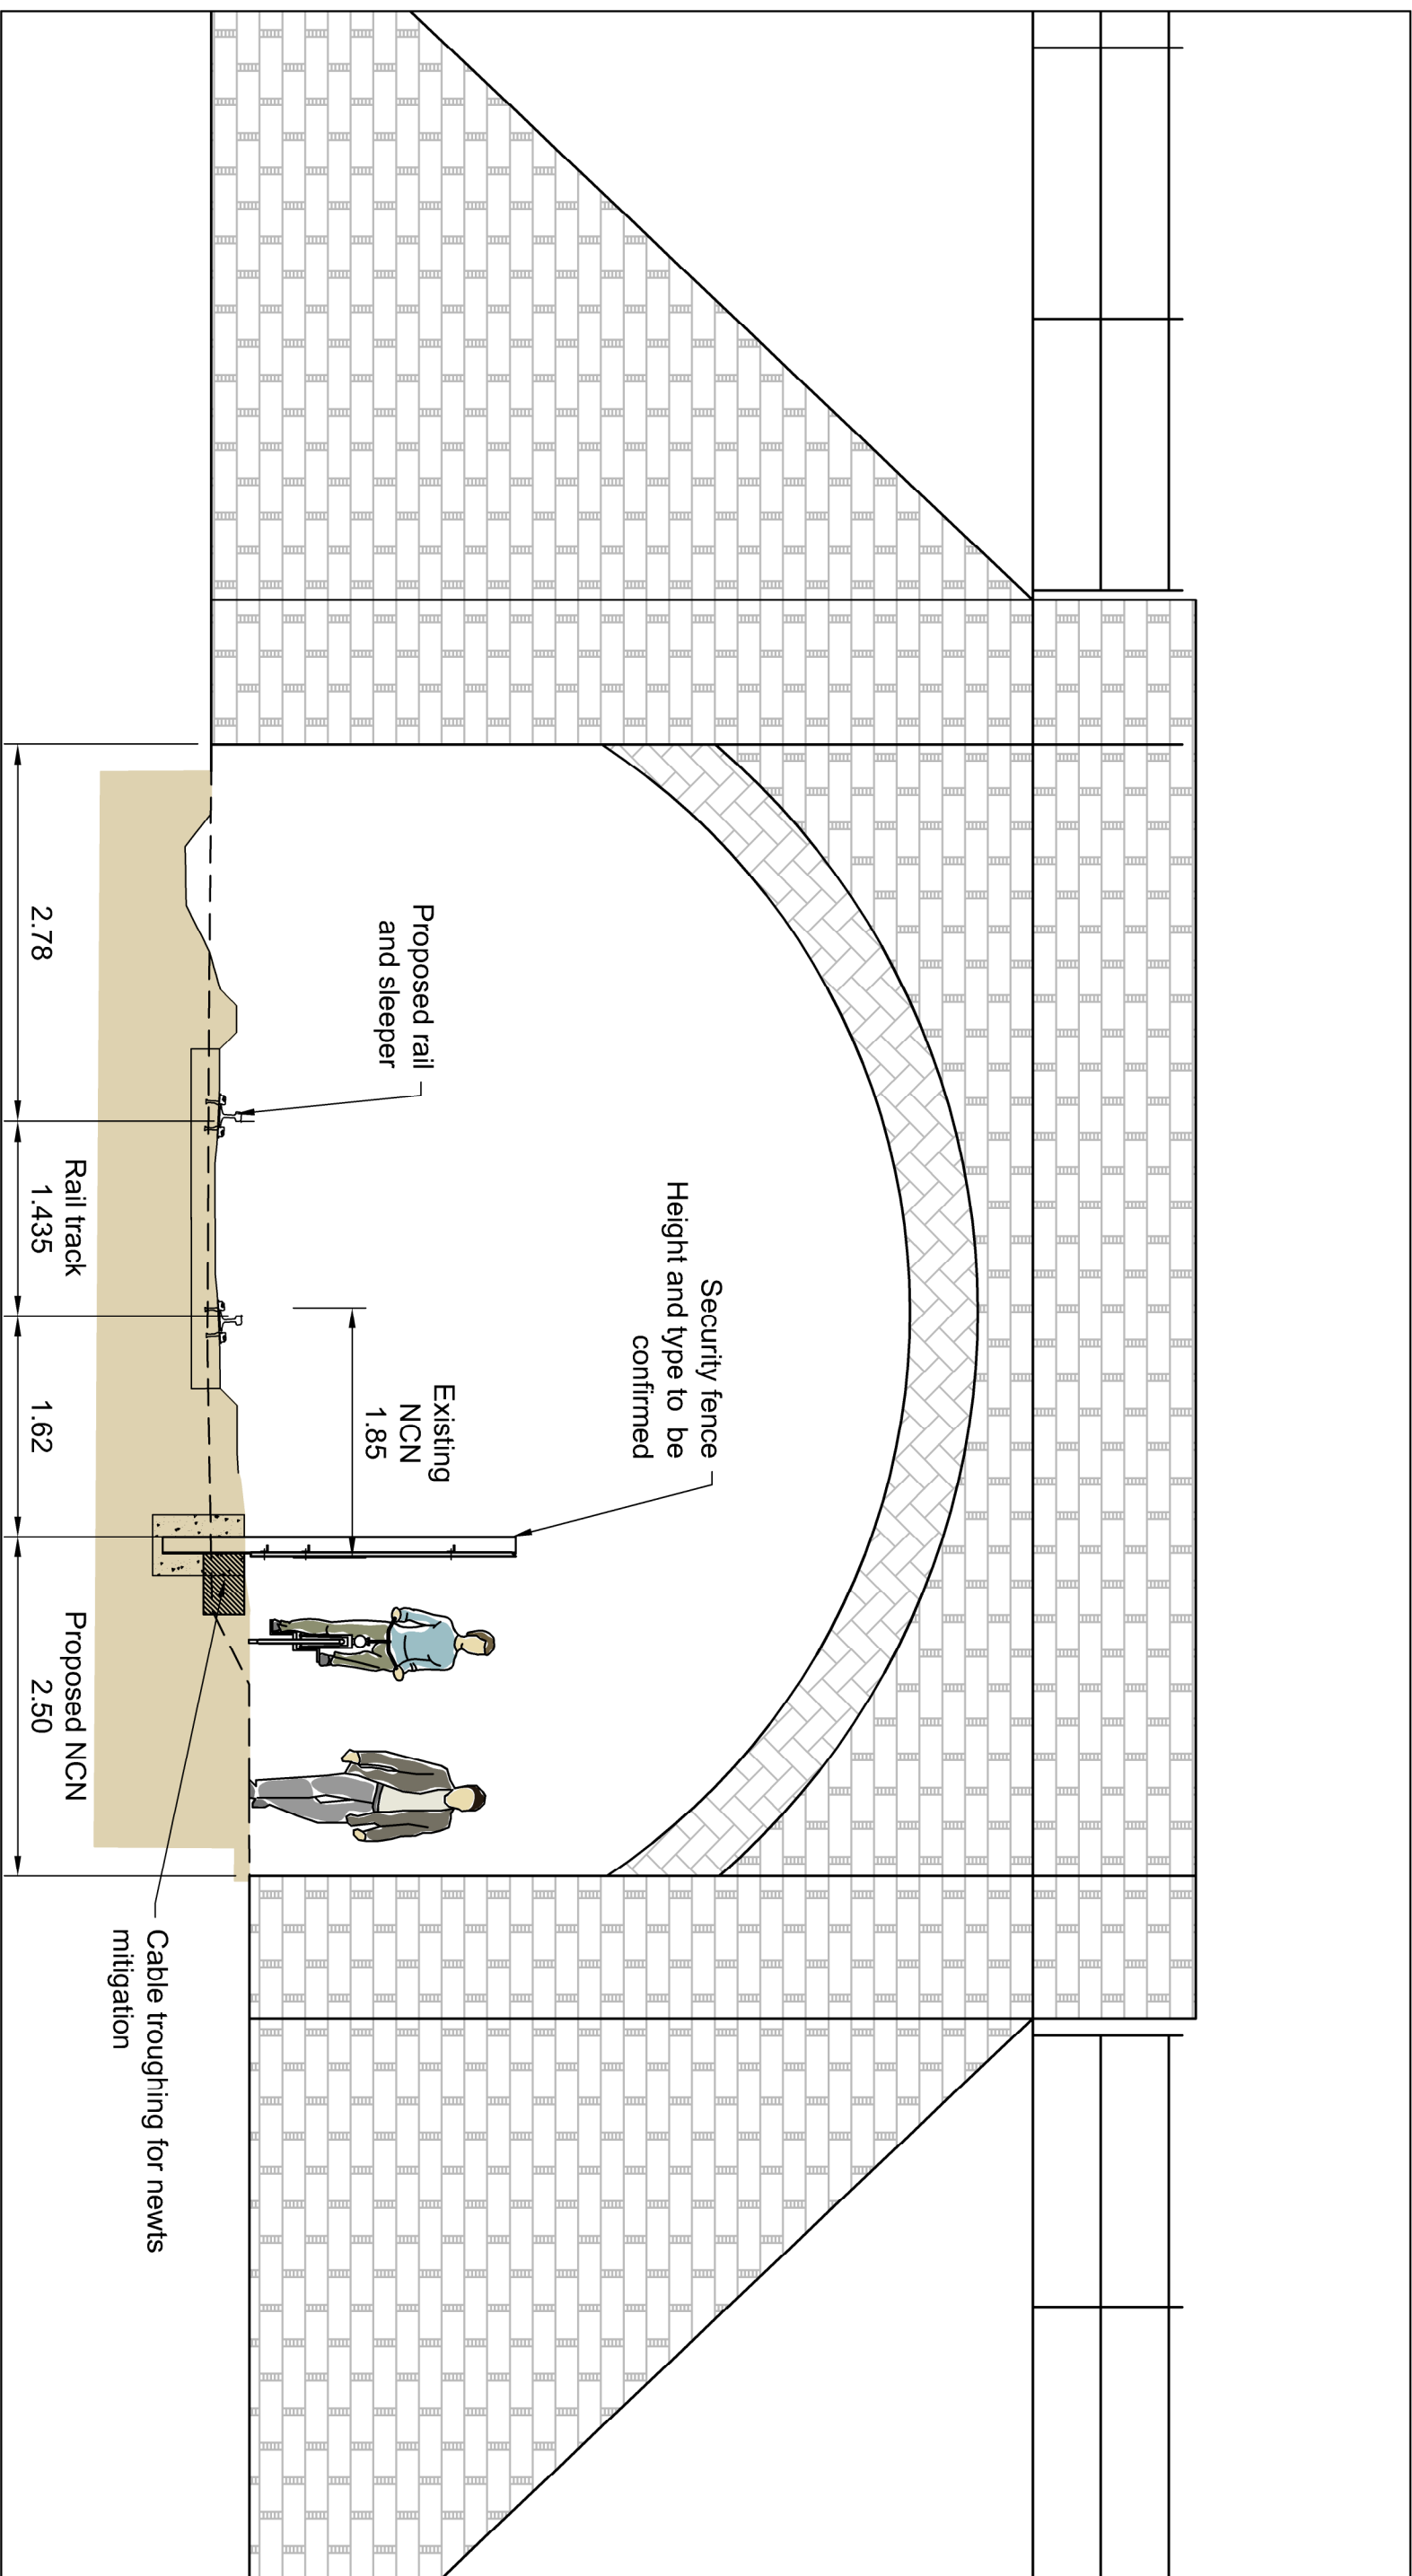 Security fence
Height and type to be
confirmed
Proposed rail
and sleeper
Existing
NCN
1.85
Cable troughing for newts
mitigation
Rail track
Proposed NCN
2.78
1.435
1.62
2.50